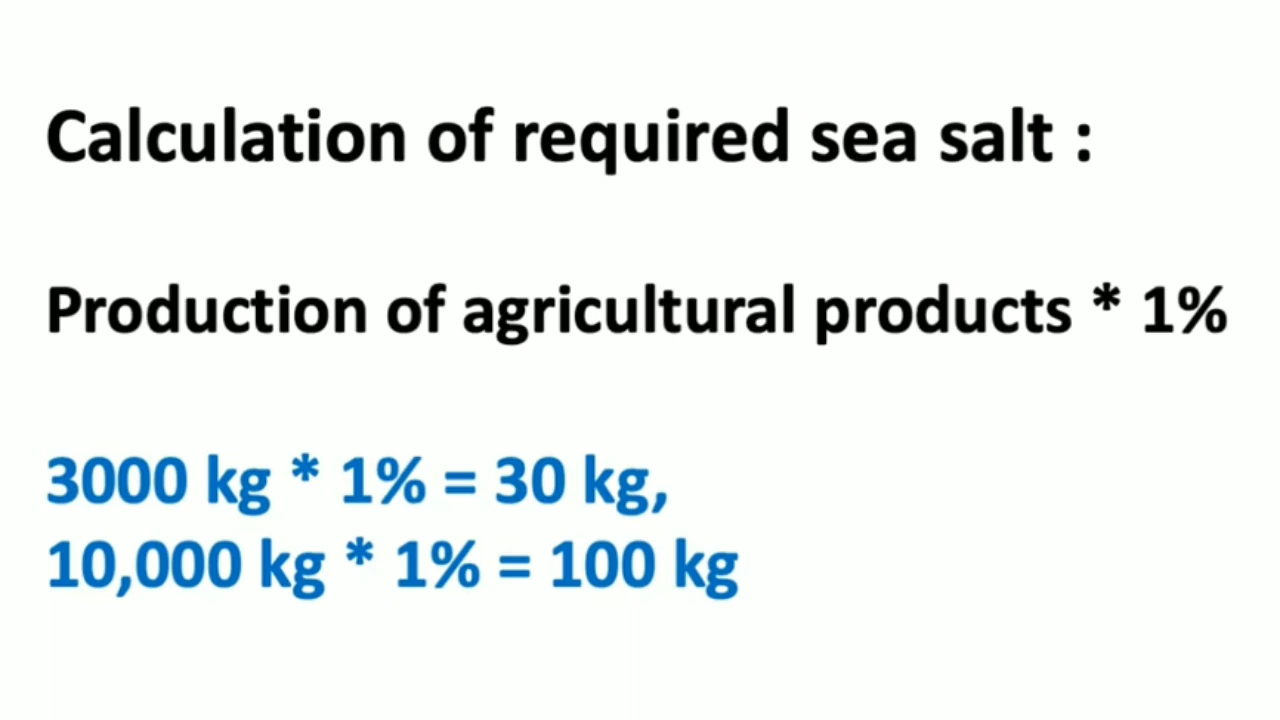 Calculation of required sea salt :
Production of agricultural products * 1%
3000 kg * 1% = 30 kg,
10,000 kg * 1% = 100 kg